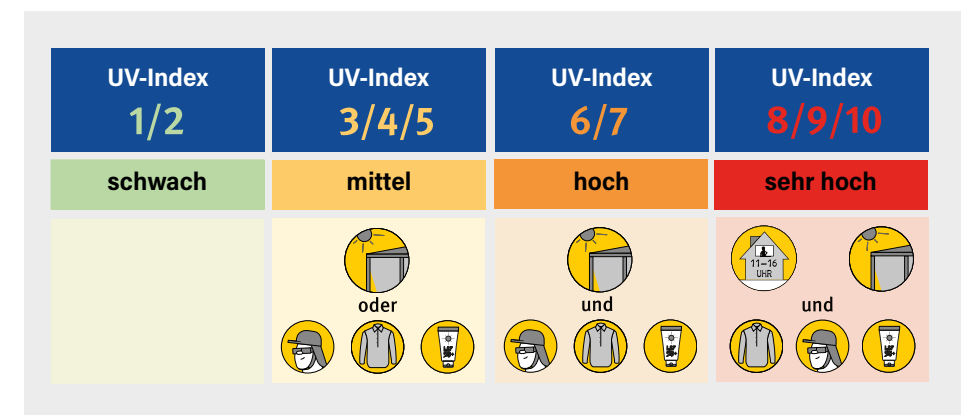 UV-Index
1/2
schwach
UV-Index
3/4/5
mittel
oder
UV-Index
6/7
hoch
und
UV-Index
8/9/10
sehr hoch
11–16
UHR
und